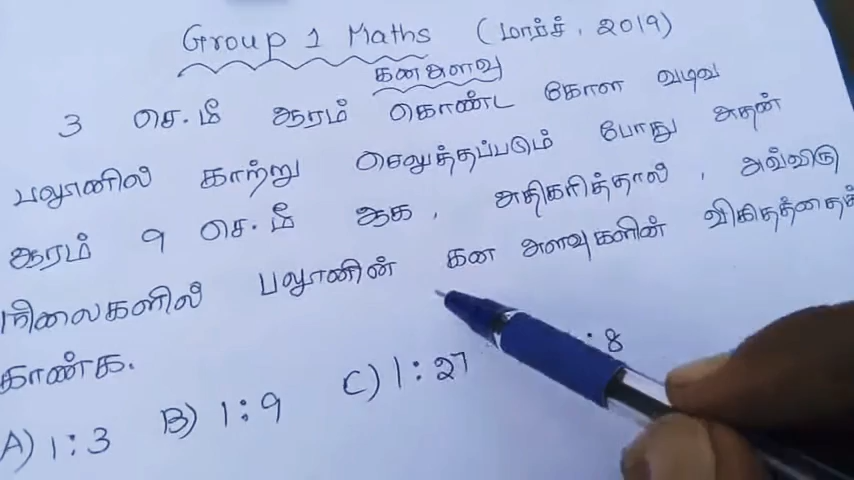 Group 1 Maths (மார்ச், 2019)
கனஅளவு
3 செ.மீ ஆரம் கொண்ட கோள வடிவ
பலூனில் காற்று செலுத்தப்படும் போது அதன்
ஆரம் 9 செ.மீ ஆக, அதிகரித்தால், அவ்விரு
நிலைகளில் பலூனின் கன அளவுகளின் விகிதத்தைக்
காண்க.
A) 1:3 B) 1:9 C) 1:27 :8